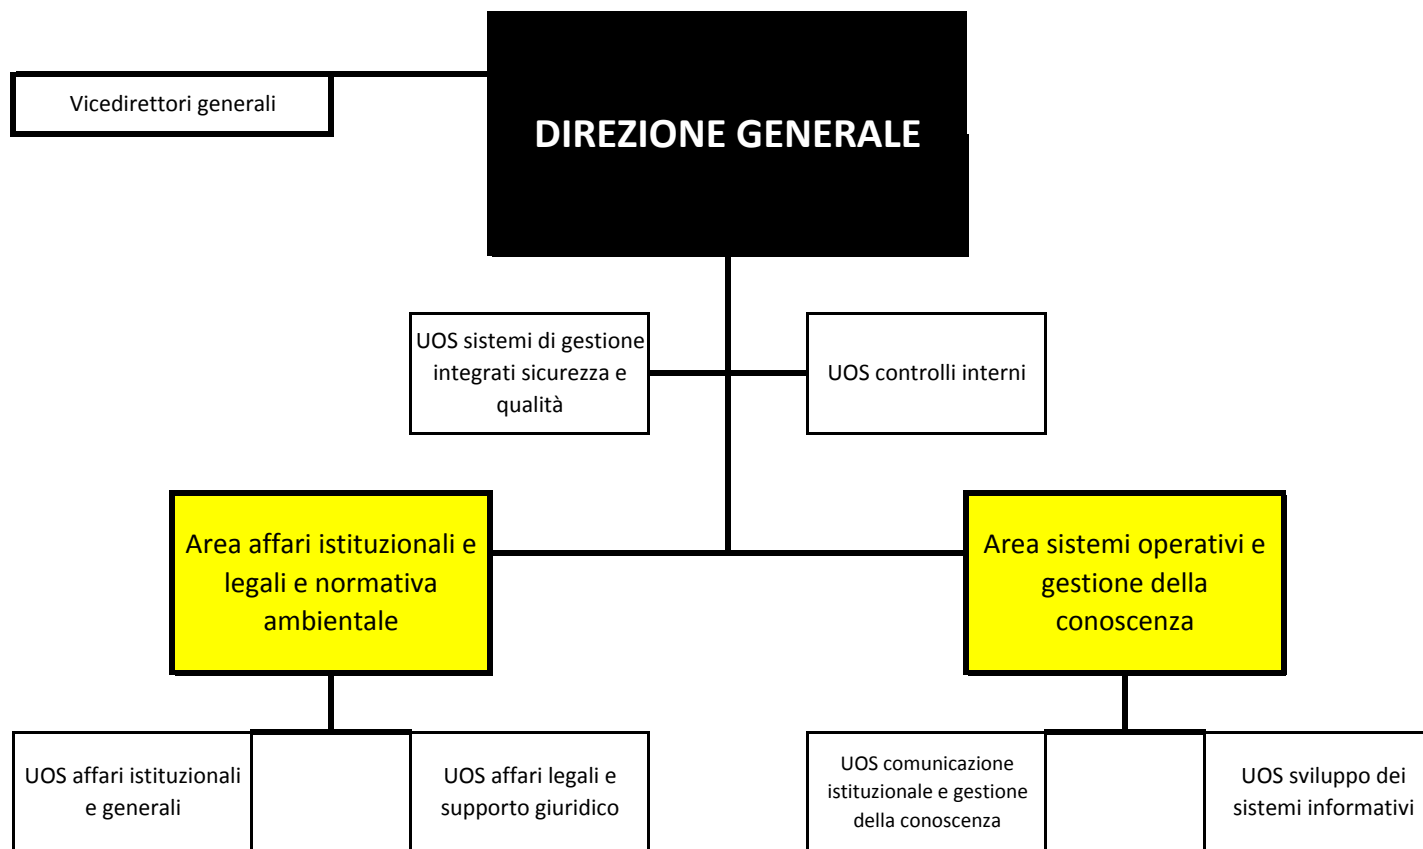 Vicedirettori generali
DIREZIONE GENERALE
UOS sistemi di gestione
integrati sicurezza e
qualità
UOS controlli interni
Area affari istituzionali e
legali e normativa
ambientale
Area sistemi operativi e
gestione della
conoscenza
UOS affari istituzionali
e generali
UOS affari legali e
supporto giuridico
UOS comunicazione
istituzionale e gestione
della conoscenza
UOS sviluppo dei
sistemi informativi